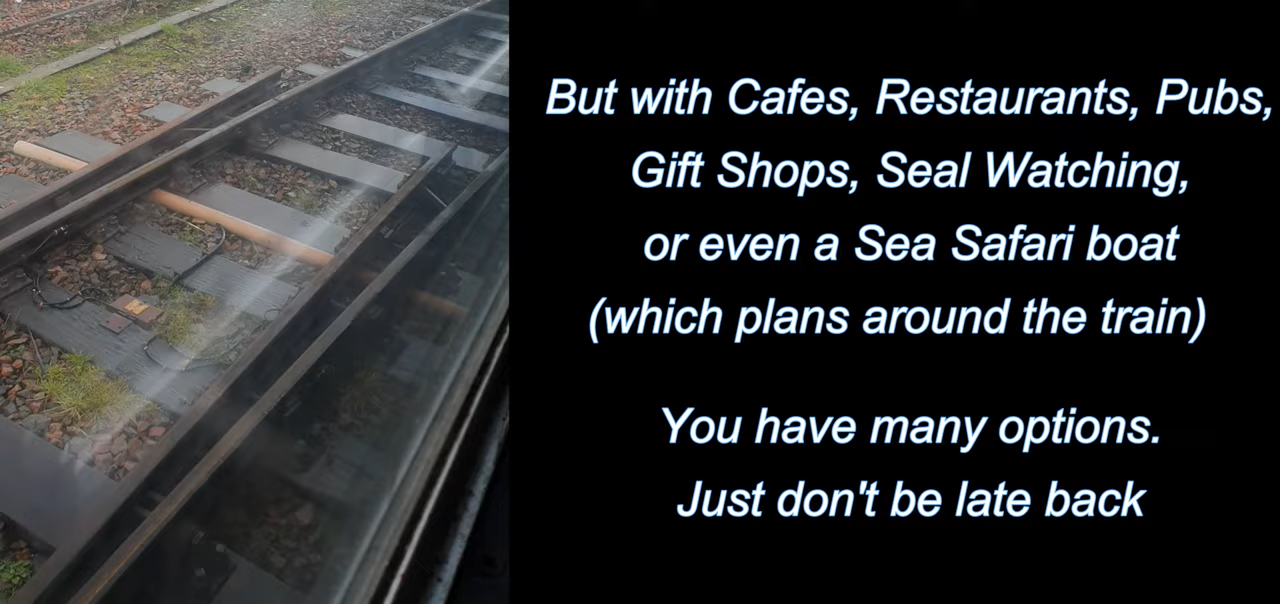 But with Cafes, Restaurants, Pubs,
Gift Shops, Seal Watching,
or even a Sea Safari boat
(which plans around the train)
You have many options.
Just don't be late back